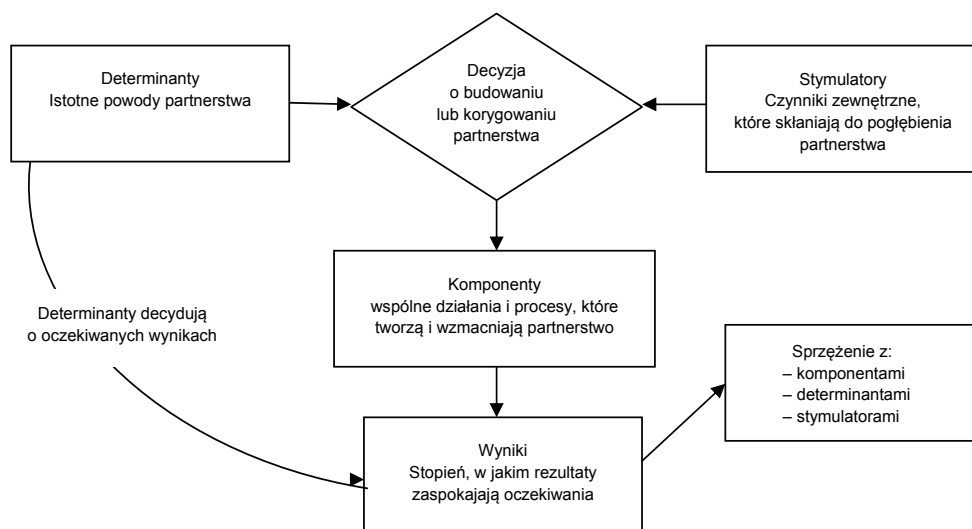 Determinanty
Istotne powody partnerstwa
Decyzja
o budowaniu
lub korygowaniu
partnerstwa
Stymulatory
Czynniki zewnętrzne,
które skłaniają do pogłębienia
partnerstwa
Komponenty
wspólne działania i procesy, które
tworzą i wzmacniają partnerstwo
Determinanty decydują
o oczekiwanych wynikach
Sprzężenie z:
– komponentami
– determinantami
– stymulatorami
Wyniki
Stopień, w jakim rezultaty
zaspokajają oczekiwania